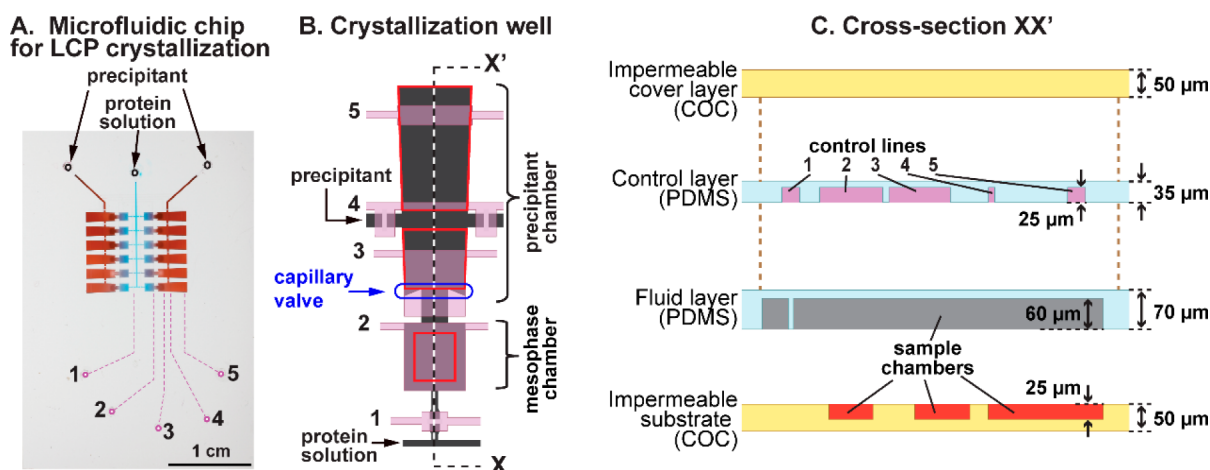 A. Microfluidic chip
for LCP crystallization
precipitant
protein
solution
1
2
3
4
5
1 cm
B. Crystallization well
X'
5
precipitant
4
3
capillary
valve
2
1
protein
solution
X
precipitant
chamber
mesophase
chamber
C. Cross-section XX’
Impermeable
cover layer
(COC)
50 µm
control lines
1 2 3 4 5
Control layer
(PDMS)
35 µm
25 µm
Fluid layer
(PDMS)
60 µm
70 µm
sample
chambers
25 µm
Impermeable
substrate
(COC)
50 µm